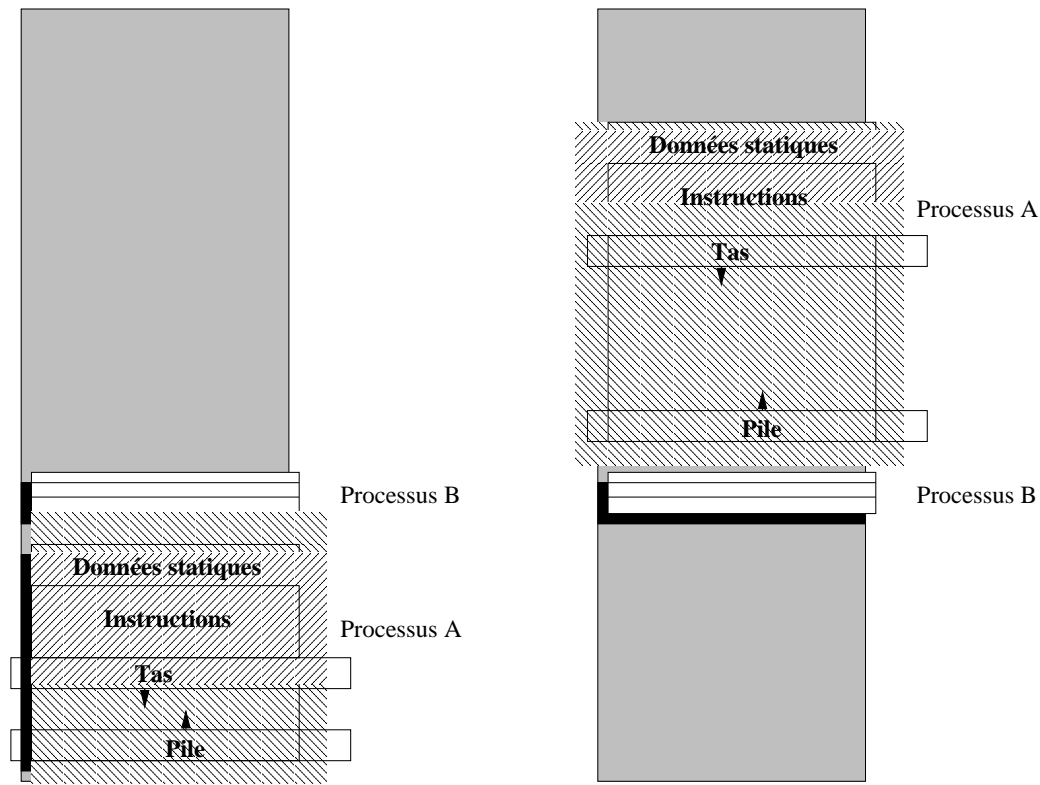 Processus B
Données statiques
Instructions
Processus A
Tas
Pile
Données statiques
Instructions
Processus A
Tas
Pile
Processus B